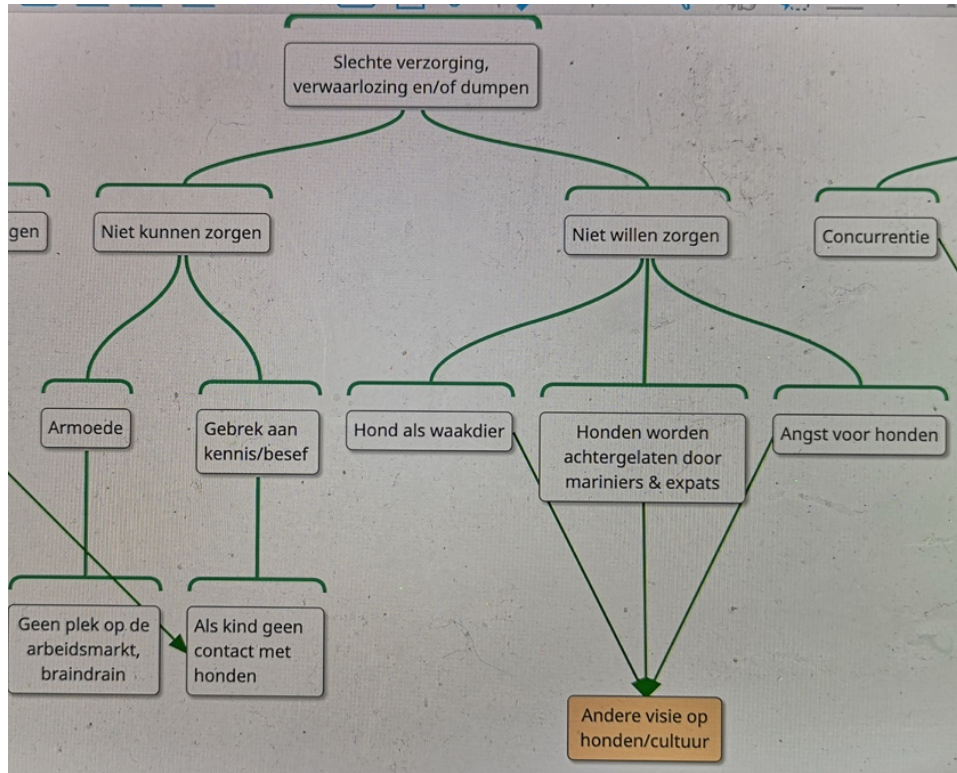 Slechte verzorging,
verwaarlozing en/of dumpen
gen
Niet kunnen zorgen
Niet willen zorgen
Concurrentie
Armoede
Gebrek aan
kennis/besef
Hond als waakdier
Honden worden
achtergelaten door
mariniers & expats
Angst voor honden
Geen plek op de
arbeidsmarkt,
braindrain
Als kind geen
contact met
honden
Andere visie op
honden/cultuur